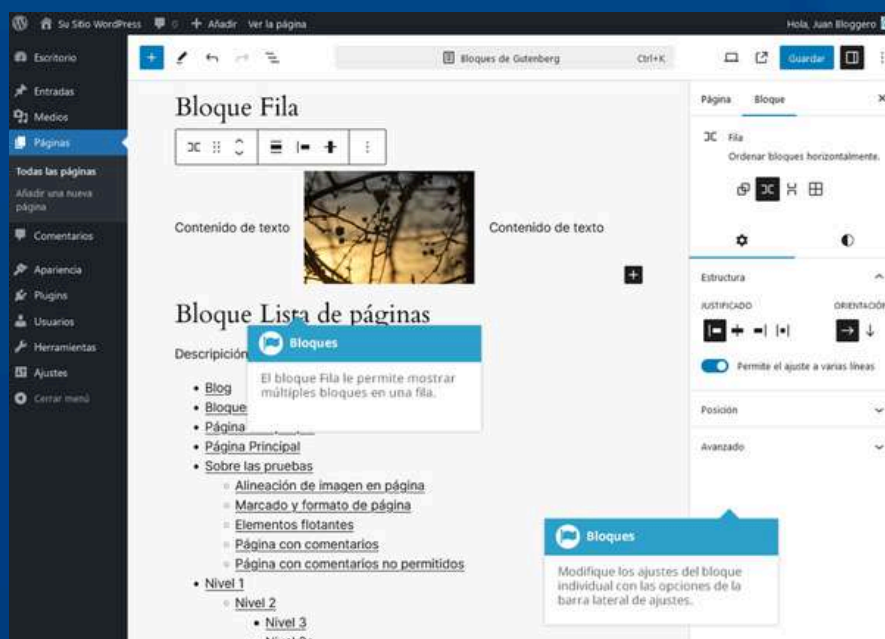 Su Sitio WordPress 0 Añadir Ver la página Hola, Juan Bloggero
Escritorio
Entradas
Medios
Páginas
Todas las páginas
Añadir una nueva
página
Comentarios
Apariencia
Plugins
Usuarios
Herramientas
Ajustes
Cerrar menú
Bloques de Gutenberg Ctrl+K Guardar
Bloque Fila
Contenido de texto Contenido de texto
Bloque Lista de páginas
Descripición
Blog
Bloque
Página
Página Principal
Sobre las pruebas
Alineación de imagen en página
Marcado y formato de página
Elementos flotantes
Página con comentarios
Página con comentarios no permitidos
Nivel 1
Nivel 2
Nivel 3
Bloques
El bloque Fila le permite mostrar
múltiples bloques en una fila.
Página Bloque
Fila
Ordenar bloques horizontalmente.
Estructura
JUSTIFICADO ORIENTACIÓN
Permite el ajuste a varias líneas
Posición
Avanzado
Bloques
Modifique los ajustes del bloque
individual con las opciones de la
barra lateral de ajustes.